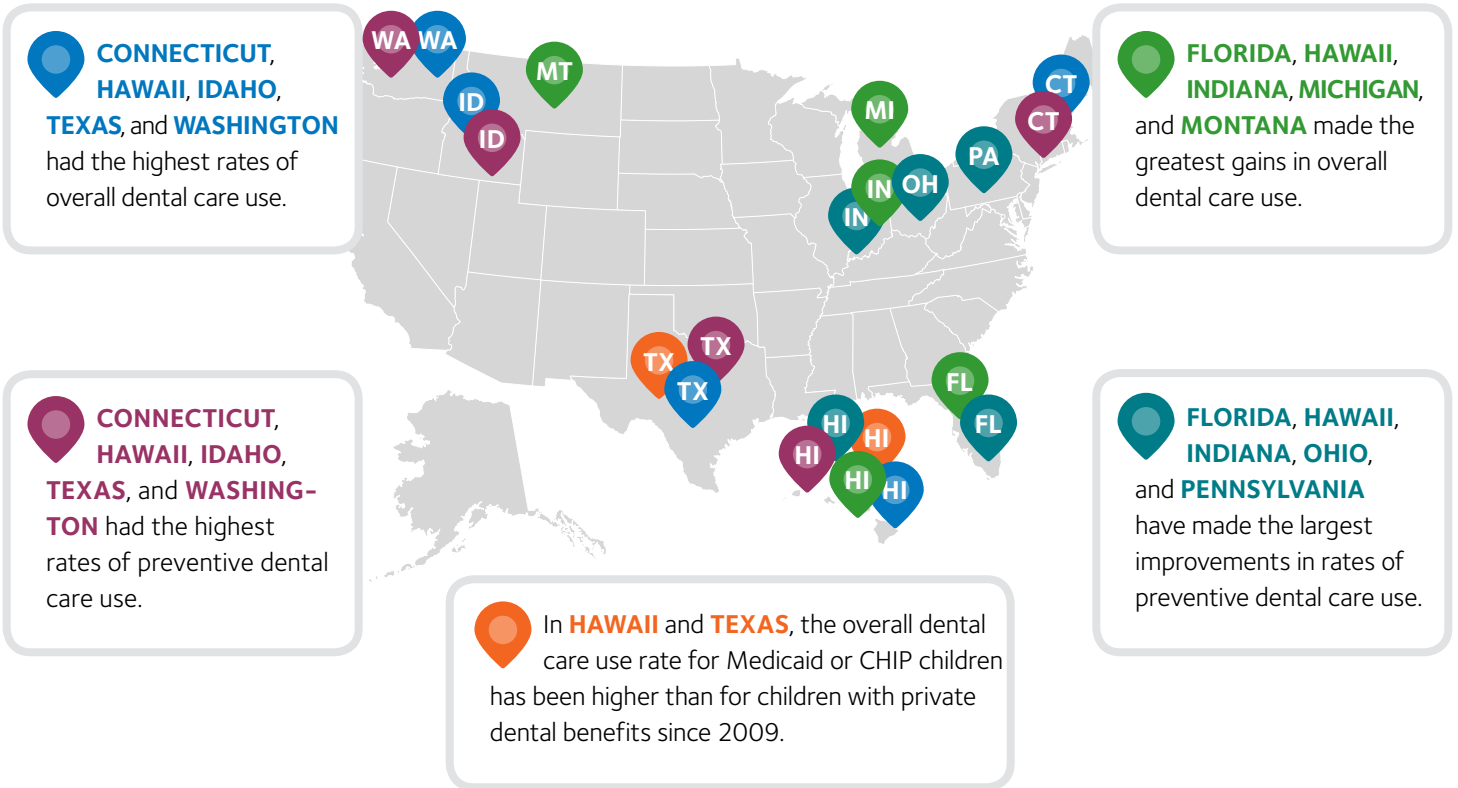 CONNECTICUT,
HAWAII, IDAHO,
TEXAS, and WASHINGTON
had the highest rates of
overall dental care use.
WA
WA
MT
ID
ID
MI
CT
CT
PA
OH
IN
IN
FLORIDA, HAWAII,
INDIANA, MICHIGAN,
and MONTANA made the
greatest gains in overall
dental care use.
CONNECTICUT,
HAWAII, IDAHO,
TEXAS, and WASHING-
TON had the highest
rates of preventive dental
care use.
TX
TX
TX
FL
FL
HI
HI
HI
HI
HI
FLORIDA, HAWAII,
INDIANA, OHIO,
and PENNSYLVANIA
have made the largest
improvements in rates of
preventive dental care use.
In HAWAII and TEXAS, the overall dental
care use rate for Medicaid or CHIP children
has been higher than for children with private
dental benefits since 2009.